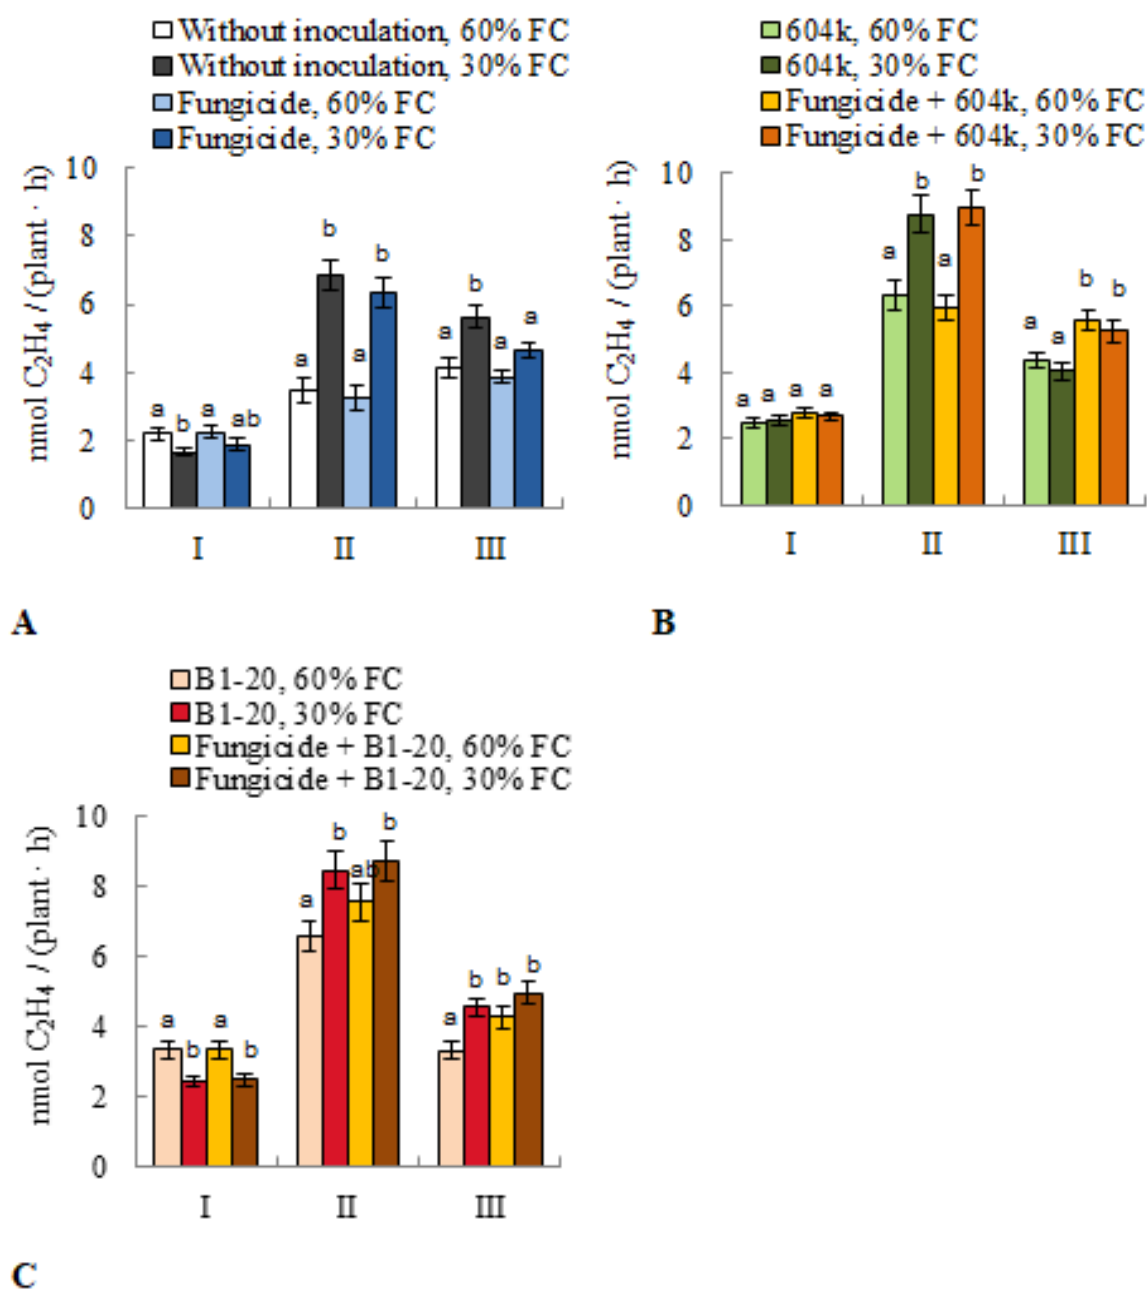 Without inoculation, 60% FC
Without inoculation, 30% FC
Fungicide, 60% FC
Fungicide, 30% FC
nmol C₂H₄ / (plant · h)
10
8
6
4
2
0
a b a ab
a b a b
a b a a
I II III
A
604k, 60% FC
604k, 30% FC
Fungicide + 604k, 60% FC
Fungicide + 604k, 30% FC
nmol C₂H₄ / (plant · h)
10
8
6
4
2
0
a a a a
a b a b
a a b b
I II III
B
B1-20, 60% FC
B1-20, 30% FC
Fungicide + B1-20, 60% FC
Fungicide + B1-20, 30% FC
nmol C₂H₄ / (plant · h)
10
8
6
4
2
0
a b a b
a b ab b
a b b b
I II III
C